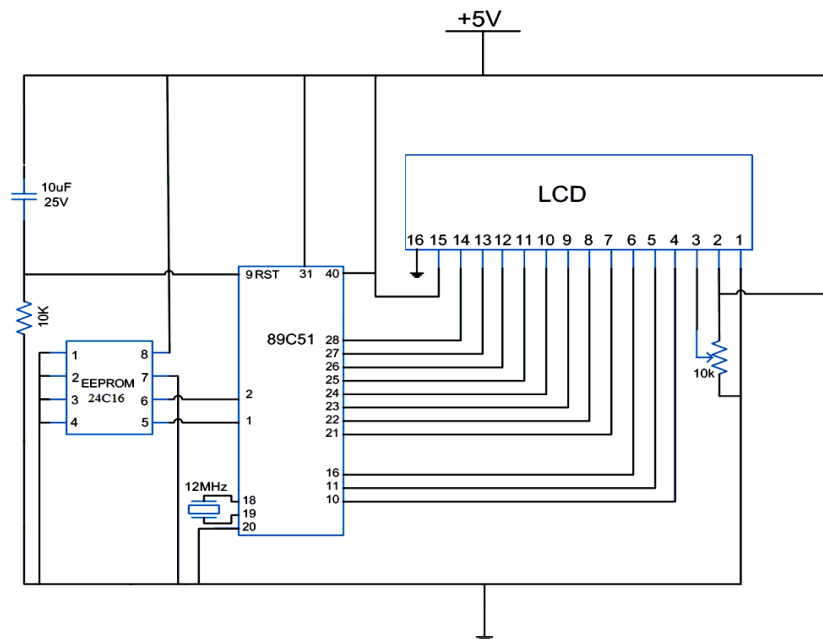 +5V
10uF
25V
LCD
16 15 14 13 12 11 10 9 8 7 6 5 4 3 2 1
9 RST 31 40
10K
89C51
28
27
26
25
24
23
22
21
16
11
10
10k
1 8
2 7
EEPROM
24C16
3 6
4 5
2
1
12MHz
18
19
20